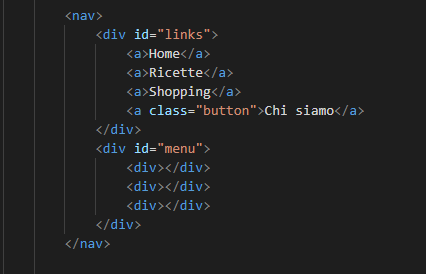 <nav>
<div id="links">
<a>Home</a>
<a>Ricette</a>
<a>Shopping</a>
<a class="button">Chi siamo</a>
</div>
<div id="menu">
<div></div>
<div></div>
<div></div>
</div>
</nav>